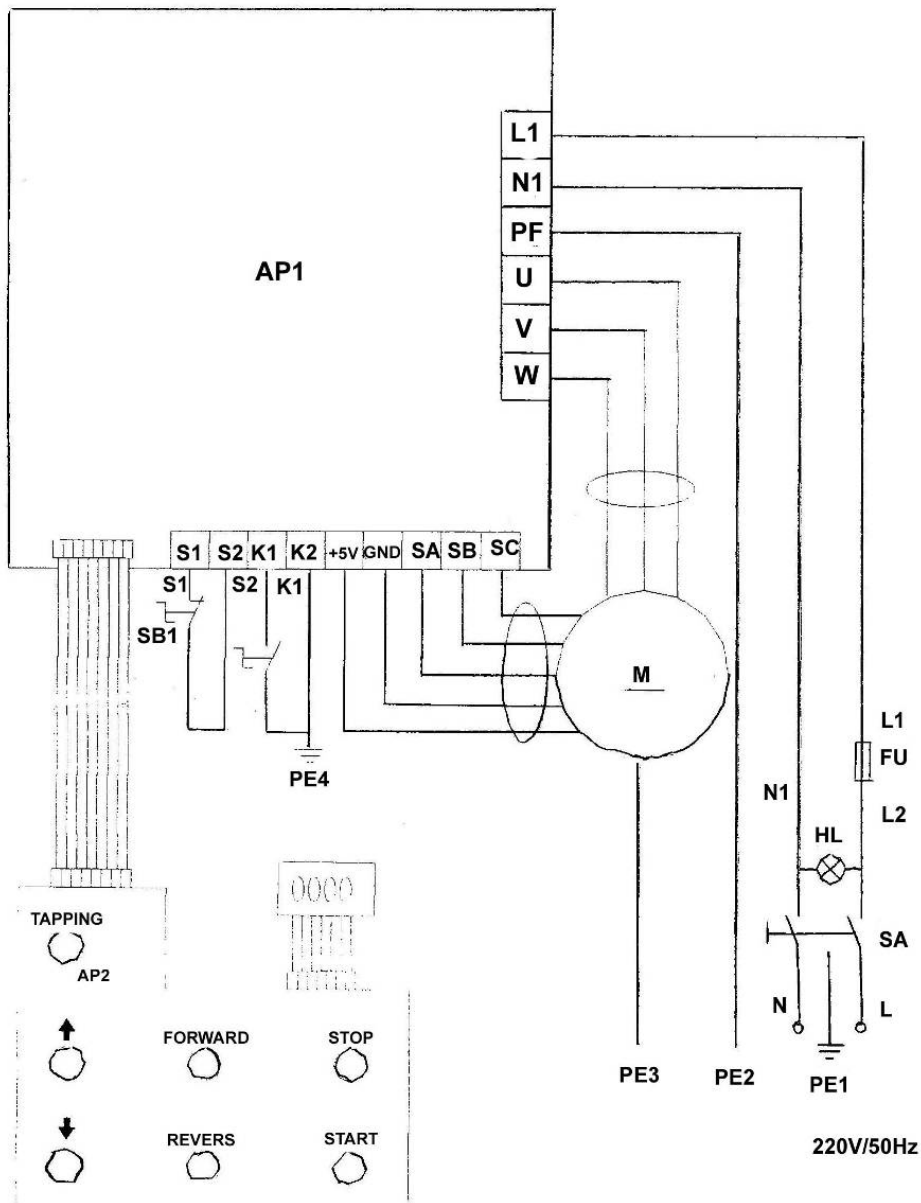 L1
N1
PF
U
V
W
AP1
S1 S2 K1 K2 +5V GND SA SB SC
S1 S2 K1
SB1
M
PE4
L1
FU
N1
L2
HL
0000
TAPPING
AP2
SA
N L
FORWARD STOP
PE3 PE2 PE1
REVERS START
220V/50Hz